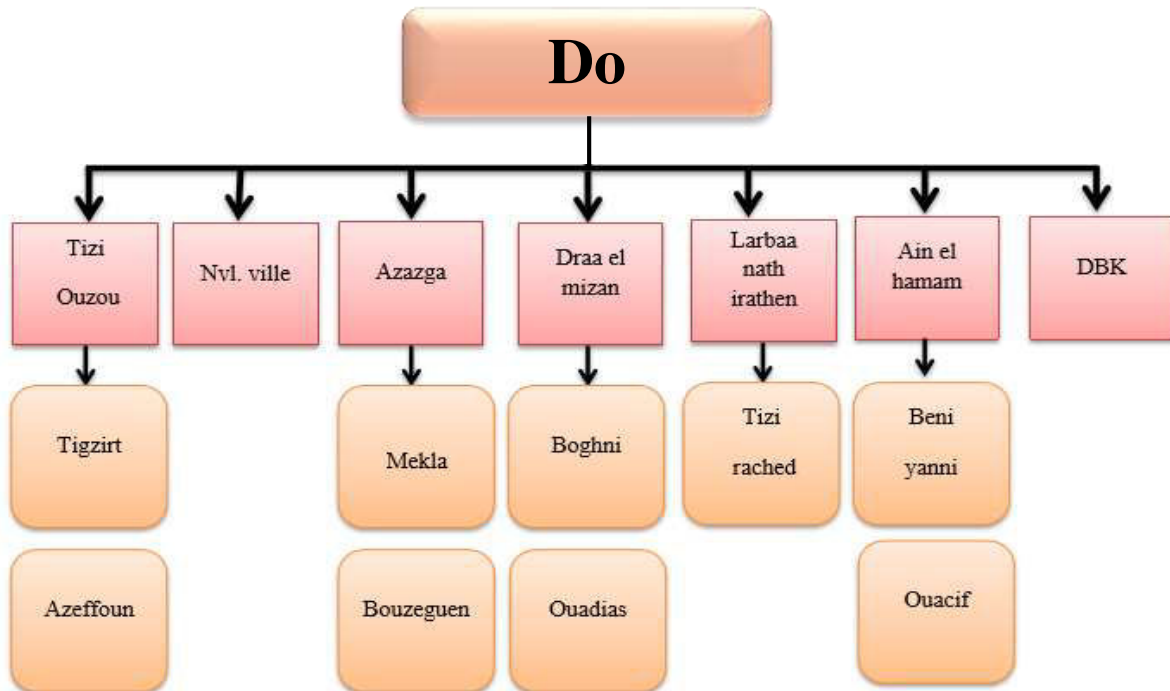 Do
Tizi
Ouzou
Nvl. ville
Azazga
Draa el
mizan
Larbaa
nath
irathen
Ain el
hamam
DBK
Tigzirt
Mekla
Boghni
Tizi
rached
Beni
yanni
Azeffoun
Bouzeguen
Ouadias
Ouacif